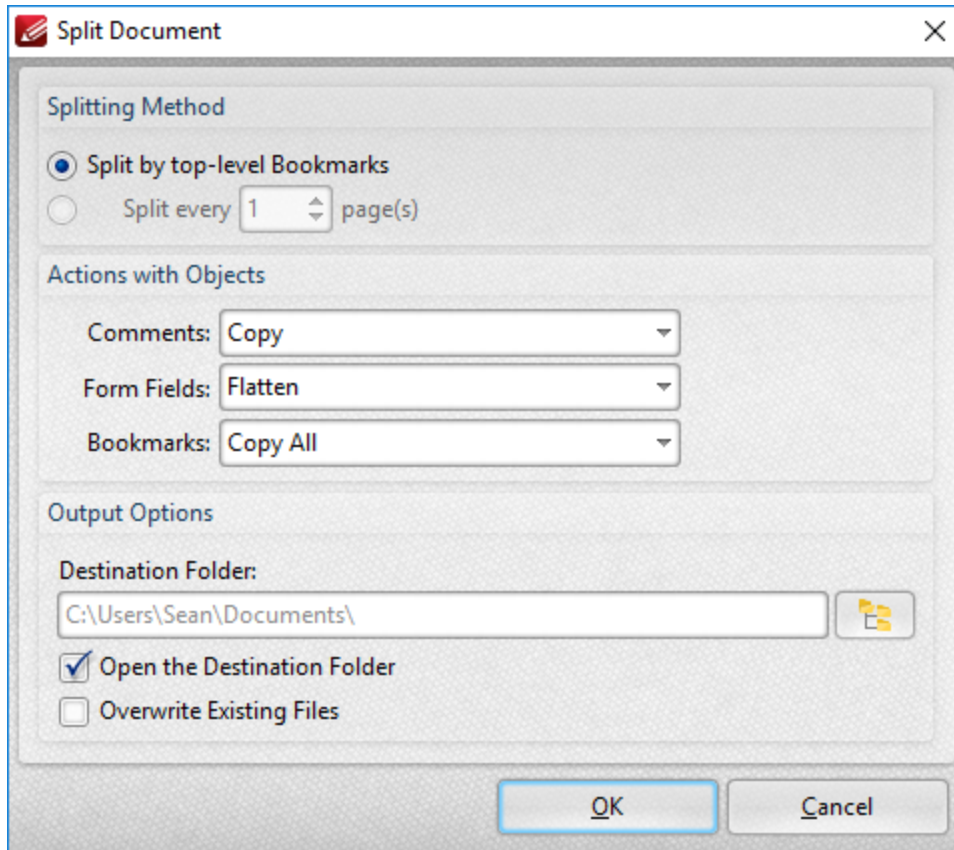 Split Document
Splitting Method
Split by top-level Bookmarks
Split every 1 page(s)
Actions with Objects
Comments: Copy
Form Fields: Flatten
Bookmarks: Copy All
Output Options
Destination Folder:
C:\Users\Sean\Documents\
Open the Destination Folder
Overwrite Existing Files
OK Cancel